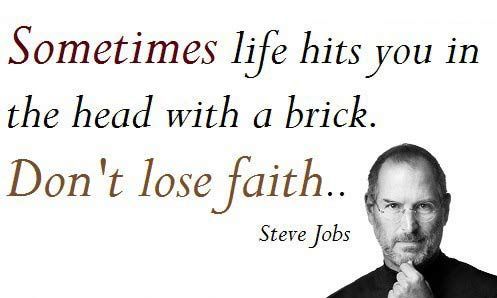 Sometimes life hits you in
the head with a brick.
Don't lose faith..
Steve Jobs